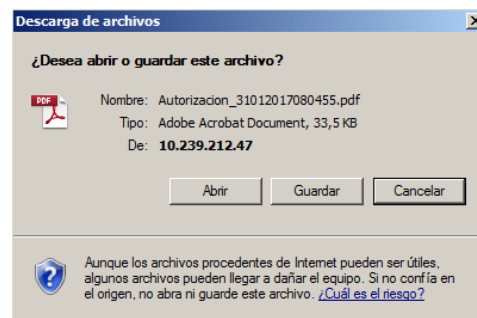 Descarga de archivos
¿Desea abrir o guardar este archivo?
PDF
Nombre: Autorizacion_31012017080455.pdf
Tipo: Adobe Acrobat Document, 33,5 KB
De: 10.239.212.47
Abrir Guardar Cancelar
Aunque los archivos procedentes de Internet pueden ser útiles,
algunos archivos pueden llegar a dañar el equipo. Si no confía en
el origen, no abra ni guarde este archivo. ¿Cuál es el riesgo?